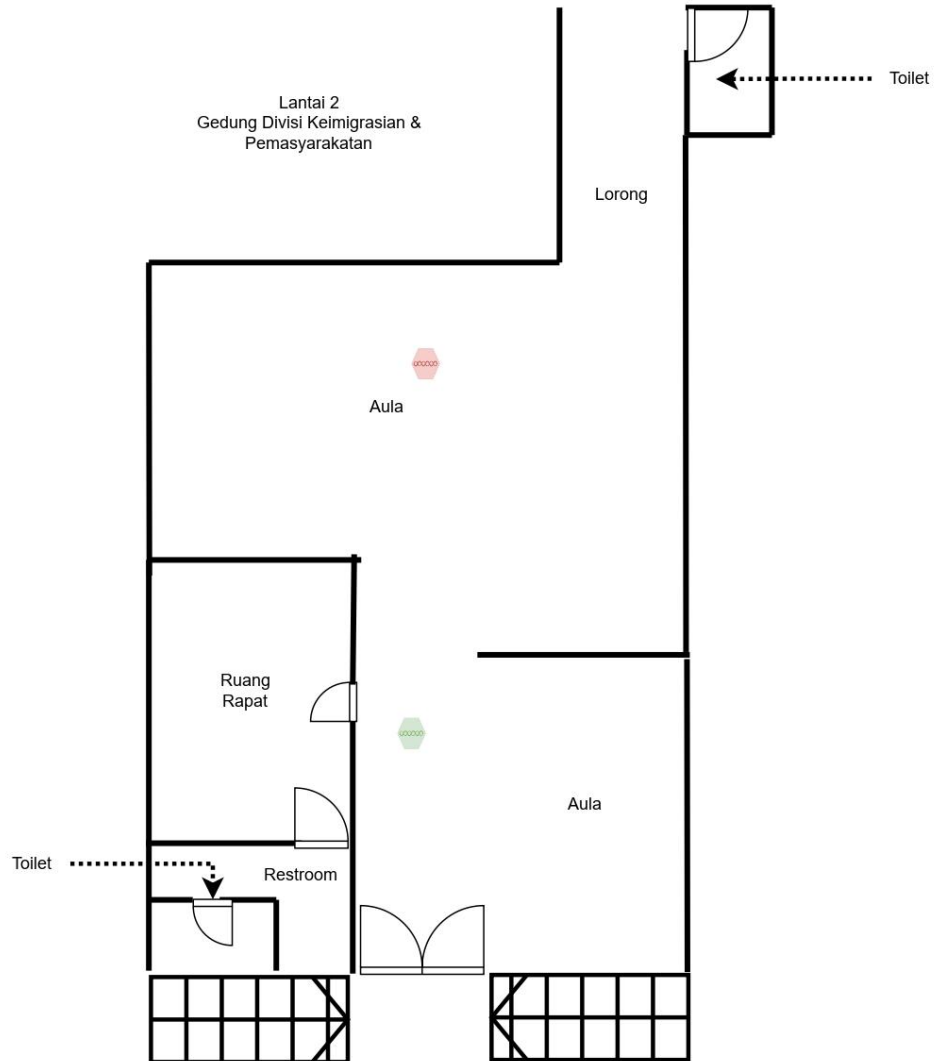 Lantai 2
Gedung Divisi Keimigrasian &
Pemasyarakatan
Toilet
Lorong
Aula
Ruang
Rapat
Aula
Toilet
Restroom